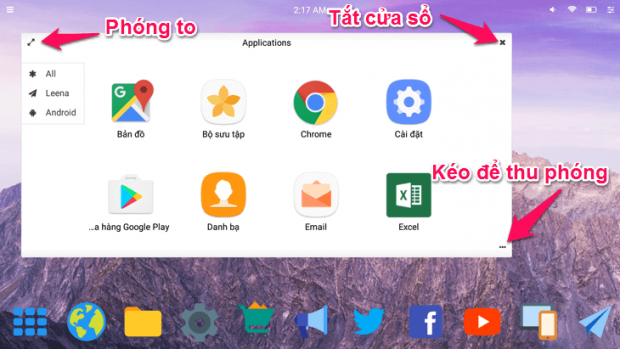 2:17 AM
Phóng to
Tắt cửa sổ
Applications
All
Leena
Android
Bản đồ
Bộ sưu tập
Chrome
Cài đặt
Kéo để thu phóng
...a hàng Google Play
Danh bạ
Email
Excel